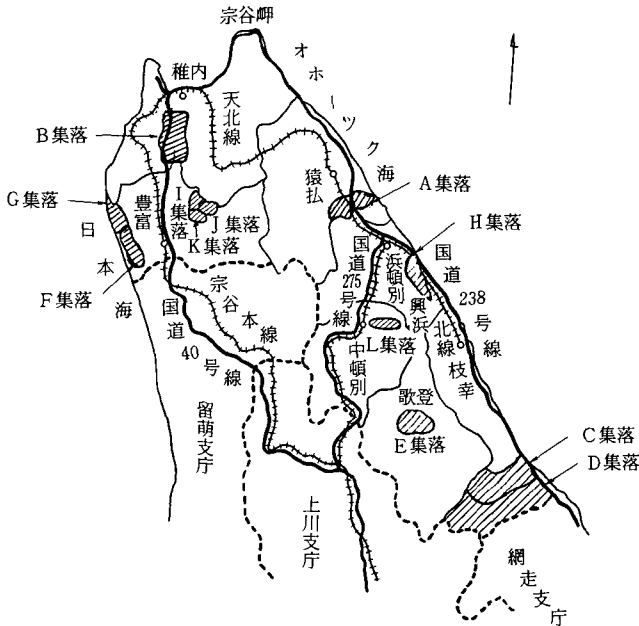 宗谷岬
オホーツク海
稚内
天北線
B集落
猿払
A集落
G集落
豊富
I集落
J集落
K集落
H集落
日本海
国道275号線
浜頓別
国道238号線
興浜北線
F集落
宗谷本線
国道40号線
L集落
中頓別
枝幸
歌登
E集落
C集落
D集落
留萌支庁
上川支庁
網走支庁